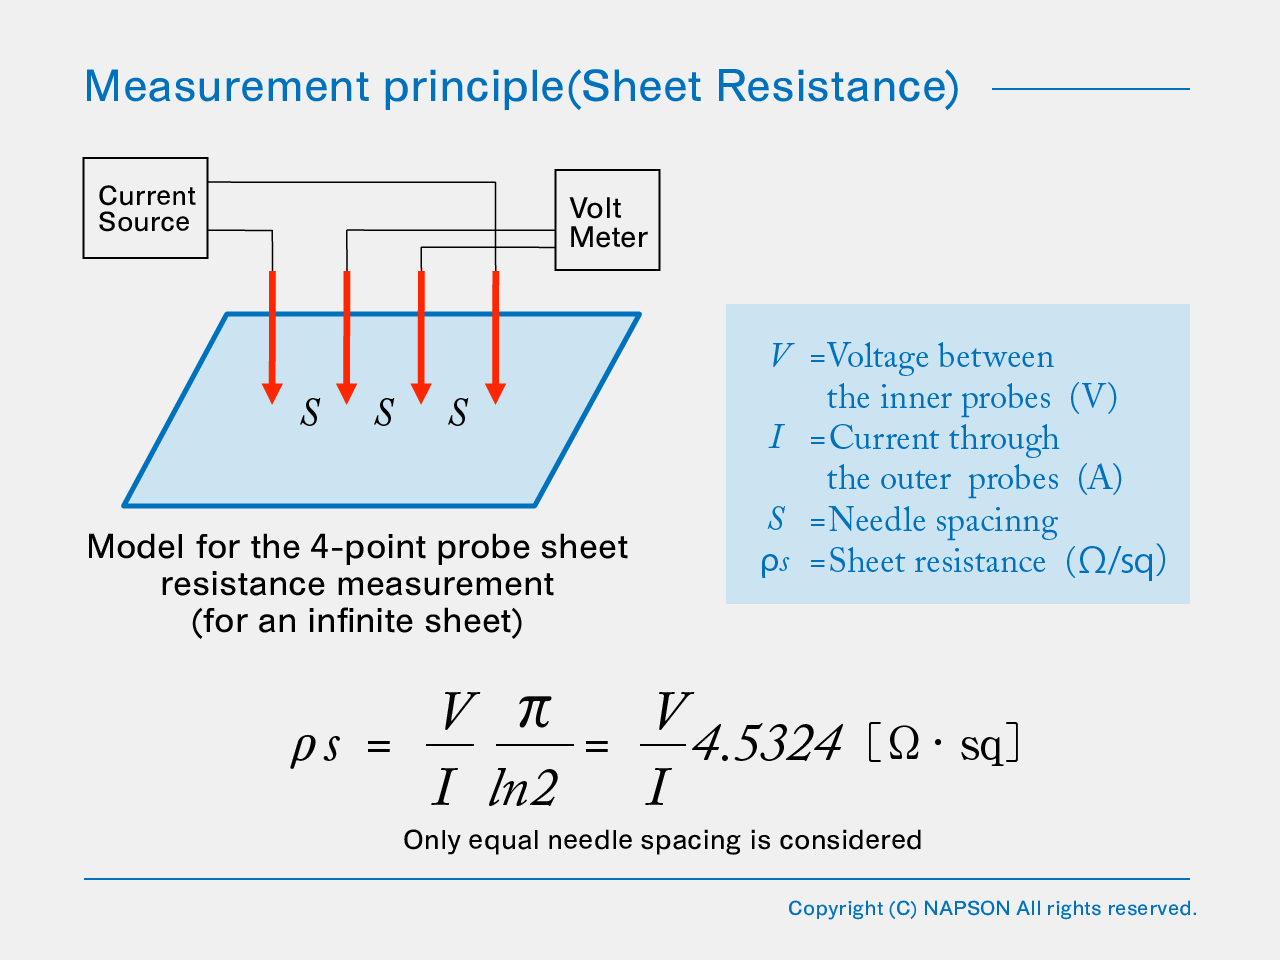 Measurement principle(Sheet Resistance)
Current
Source
Volt
Meter
S S S
Model for the 4-point probe sheet
resistance measurement
(for an infinite sheet)
V =Voltage between
the inner probes (V)
I =Current through
the outer probes (A)
S =Needle spacinng
ρs =Sheet resistance (Ω/sq)
ρs = V/I π/ln2 = V/I 4.5324 [Ω・sq]
Only equal needle spacing is considered
Copyright (C) NAPSON All rights reserved.